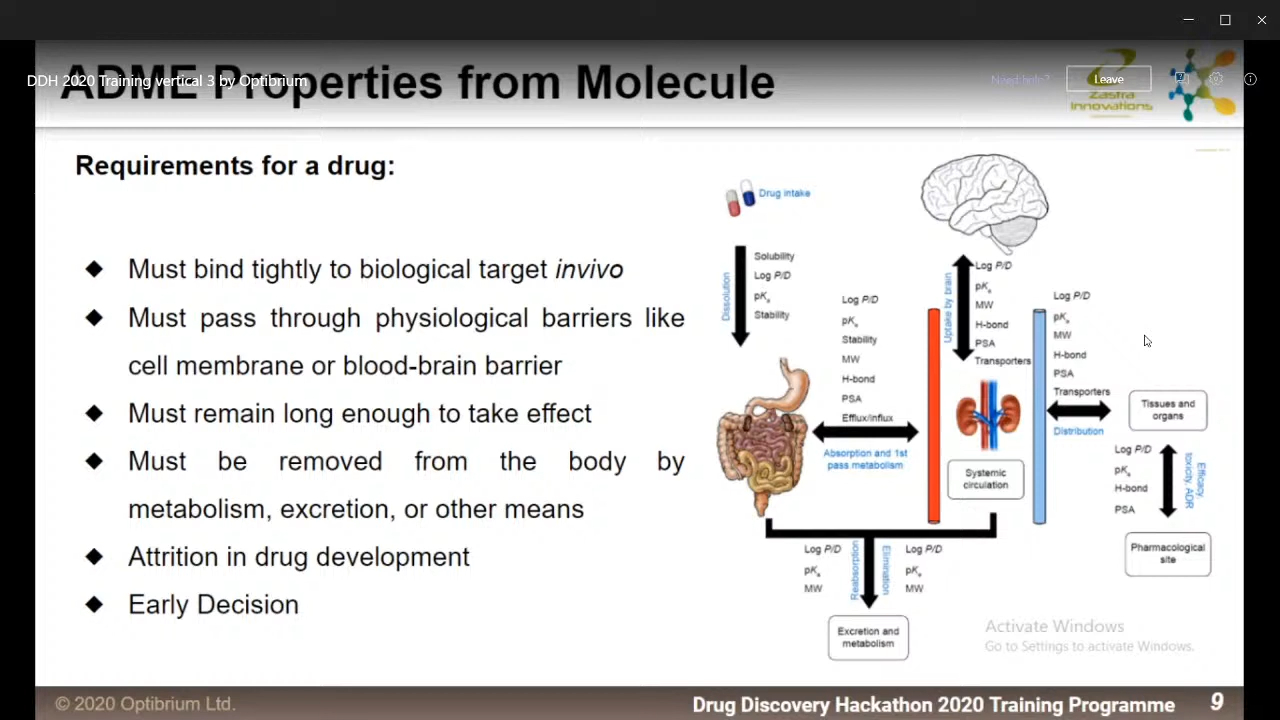 DDH 2020 Training vertical 3 by Optibrium
Need help?
Leave
ADME Properties from Molecule
Zastra
Innovations
Requirements for a drug:
Must bind tightly to biological target invivo
Must pass through physiological barriers like
cell membrane or blood-brain barrier
Must remain long enough to take effect
Must be removed from the body by
metabolism, excretion, or other means
Attrition in drug development
Early Decision
Drug intake
Dissolution
Solubility
Log P/D
pKa
Stability
Log P/D
pKa
Stability
MW
H-bond
PSA
Efflux/influx
Absorption and 1st
pass metabolism
Uptake by brain
Log P/D
pKa
MW
H-bond
PSA
Transporters
Systemic
circulation
Log P/D
pKa
MW
H-bond
PSA
Transporters
Distribution
Tissues and
organs
Log P/D
pKa
H-bond
PSA
Efficacy
toxicity ADR
Pharmacological
site
Log P/D
pKa
MW
Reabsorption
Elimination
Log P/D
pKa
MW
Excretion and
metabolism
Activate Windows
Go to Settings to activate Windows.
© 2020 Optibrium Ltd.
Drug Discovery Hackathon 2020 Training Programme
9